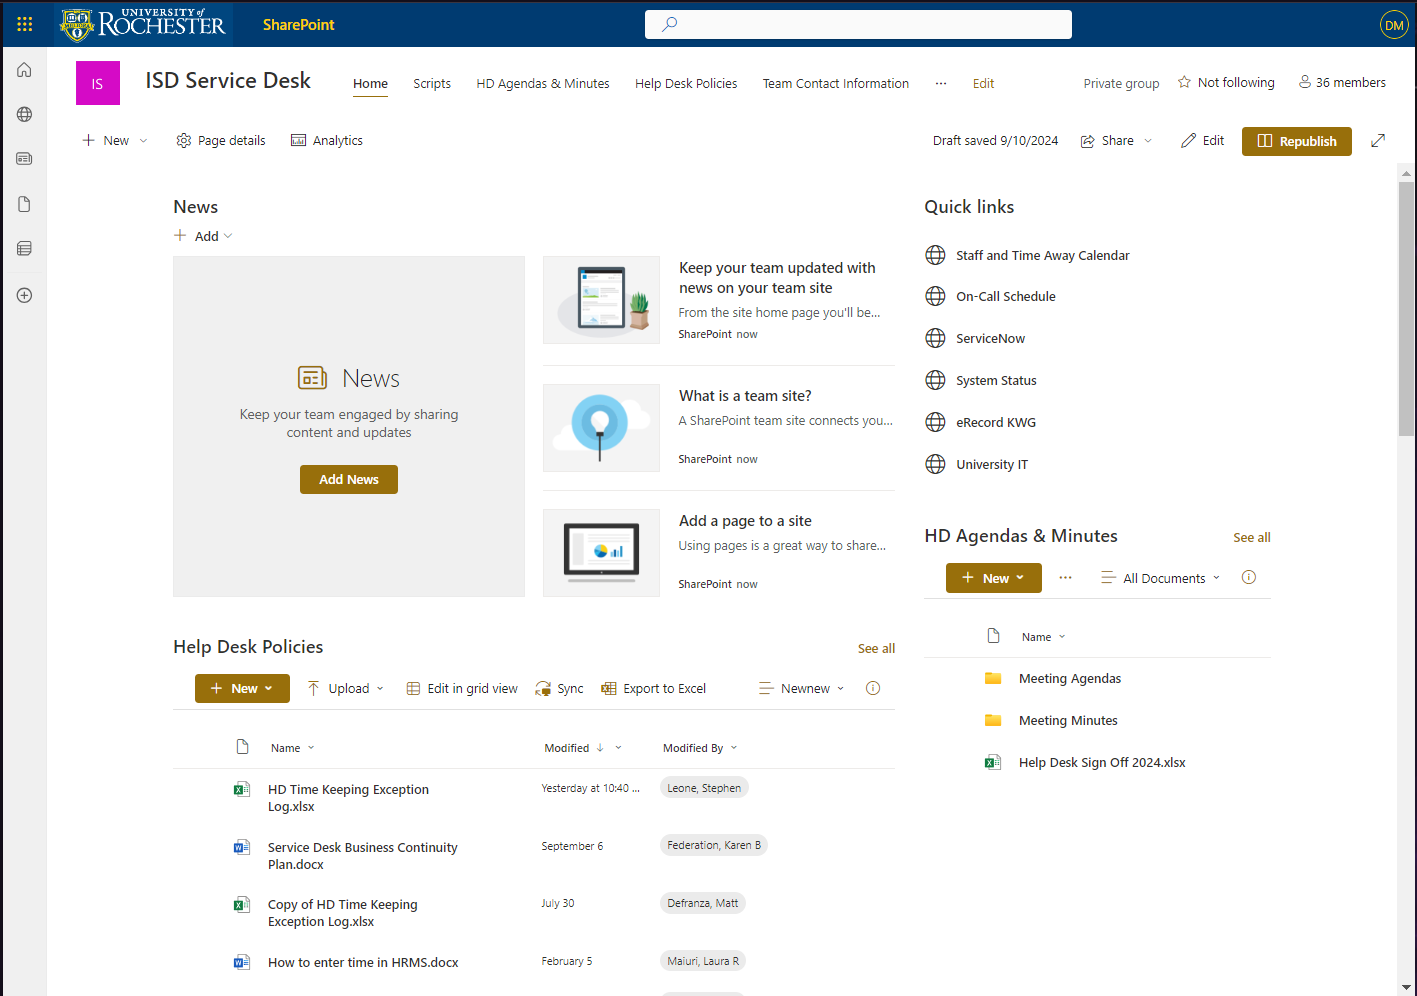 UNIVERSITY of
ROCHESTER
SharePoint
DM
IS
ISD Service Desk
Home
Scripts
HD Agendas & Minutes
Help Desk Policies
Team Contact Information
...
Edit
Private group
Not following
36 members
New
Page details
Analytics
Draft saved 9/10/2024
Share
Edit
Republish
News
Add
News
Keep your team engaged by sharing
content and updates
Add News
Keep your team updated with
news on your team site
From the site home page you'll be...
SharePoint now
What is a team site?
A SharePoint team site connects you...
SharePoint now
Add a page to a site
Using pages is a great way to share...
SharePoint now
Quick links
Staff and Time Away Calendar
On-Call Schedule
ServiceNow
System Status
eRecord KWG
University IT
HD Agendas & Minutes
See all
New
...
All Documents
Name
Meeting Agendas
Meeting Minutes
Help Desk Sign Off 2024.xlsx
Help Desk Policies
See all
New
Upload
Edit in grid view
Sync
Export to Excel
Newnew
Name
Modified
Modified By
HD Time Keeping Exception
Log.xlsx
Yesterday at 10:40 ...
Leone, Stephen
Service Desk Business Continuity
Plan.docx
September 6
Federation, Karen B
Copy of HD Time Keeping
Exception Log.xlsx
July 30
Defranza, Matt
How to enter time in HRMS.docx
February 5
Maiuri, Laura R